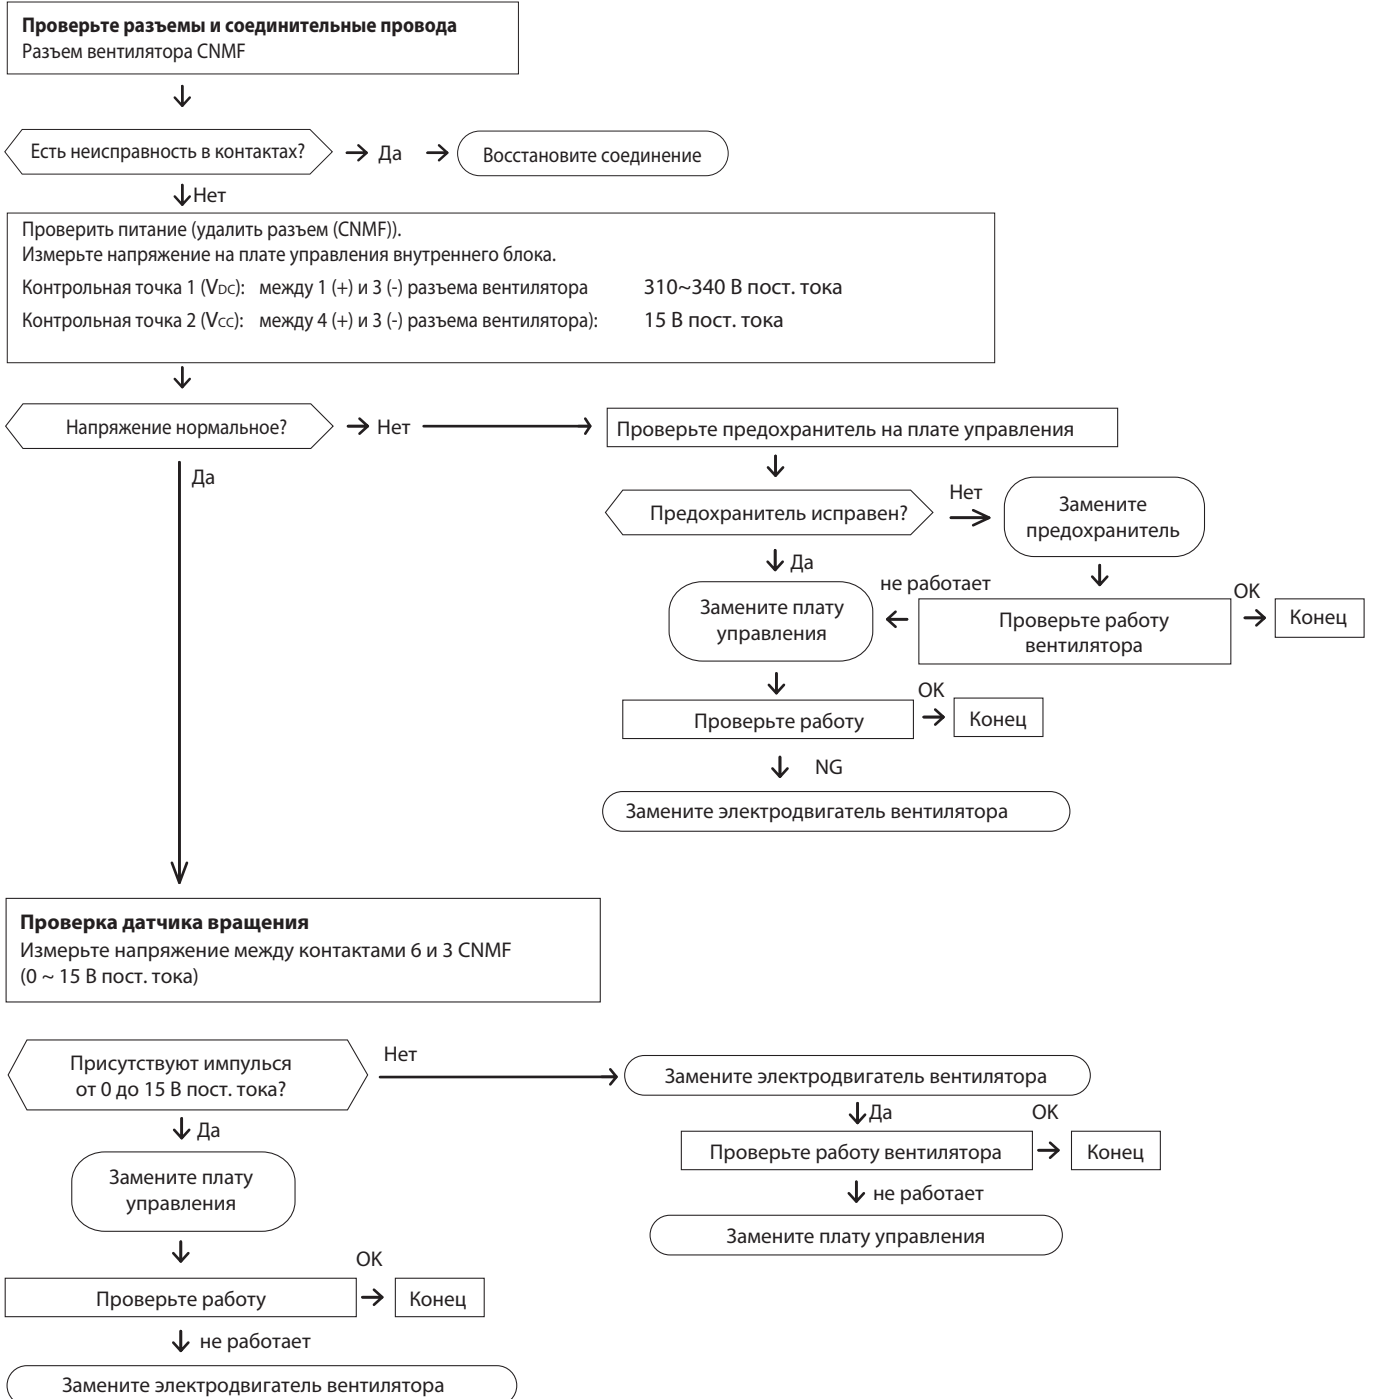 Проверьте разъемы и соединительные провода
Разъем вентилятора CNMF
Есть неисправность в контактах?
Да
Восстановите соединение
Нет
Проверить питание (удалить разъем (CNMF)).
Измерьте напряжение на плате управления внутреннего блока.
Контрольная точка 1 (VDC): между 1 (+) и 3 (-) разъема вентилятора 310~340 В пост. тока
Контрольная точка 2 (Vcc): между 4 (+) и 3 (-) разъема вентилятора): 15 В пост. тока
Напряжение нормальное?
Нет
Проверьте предохранитель на плате управления
Да
Предохранитель исправен?
Нет
Замените
предохранитель
Да
не работает
Замените плату
управления
Проверьте работу
вентилятора
OK
Конец
Проверьте работу
OK
Конец
NG
Замените электродвигатель вентилятора
Проверка датчика вращения
Измерьте напряжение между контактами 6 и 3 CNMF
(0 ~ 15 В пост. тока)
Присутствуют импулься
от 0 до 15 В пост. тока?
Нет
Замените электродвигатель вентилятора
Да
OK
Проверьте работу вентилятора
Конец
не работает
Замените плату управления
Да
Замените плату
управления
OK
Проверьте работу
Конец
не работает
Замените электродвигатель вентилятора